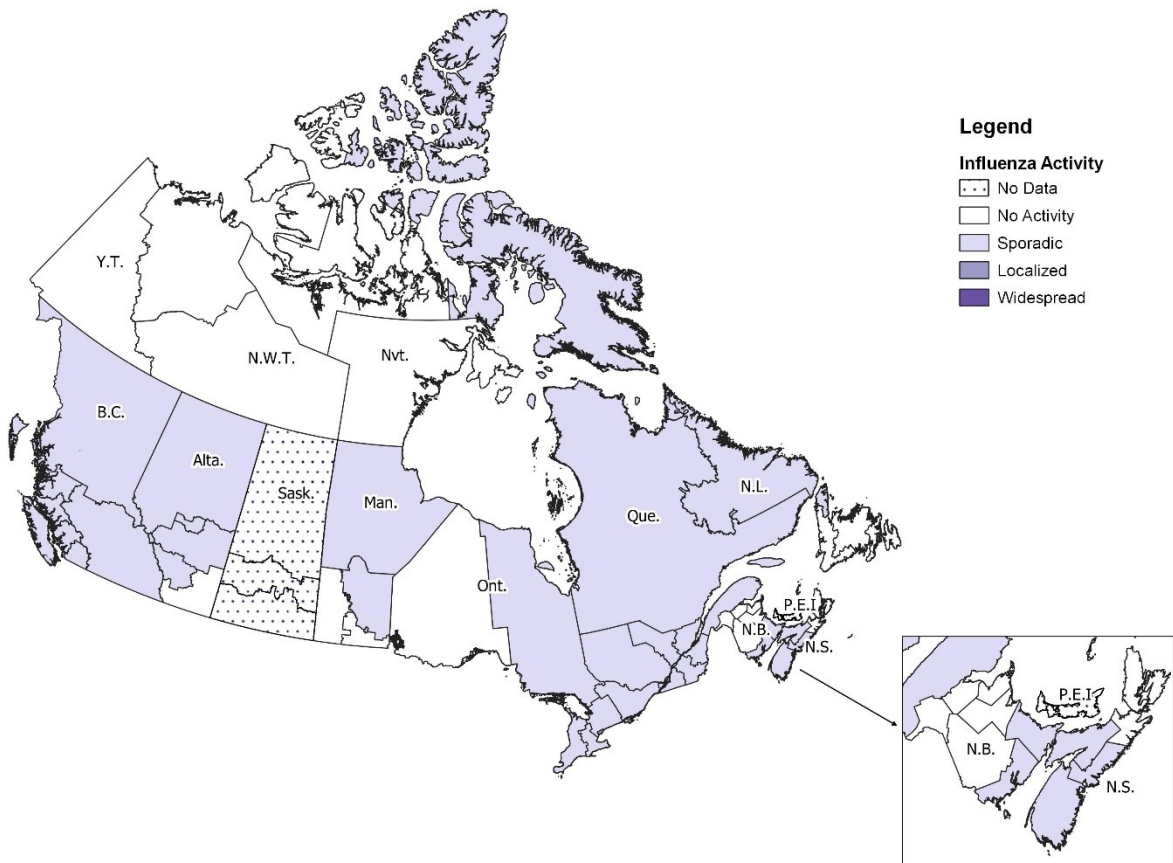 Legend
Influenza Activity
No Data
No Activity
Sporadic
Localized
Widespread
Y.T.
N.W.T.
Nvt.
B.C.
Alta.
Sask.
Man.
Ont.
Que.
N.L.
P.E.I
N.B.
N.S.
P.E.I
N.B.
N.S.